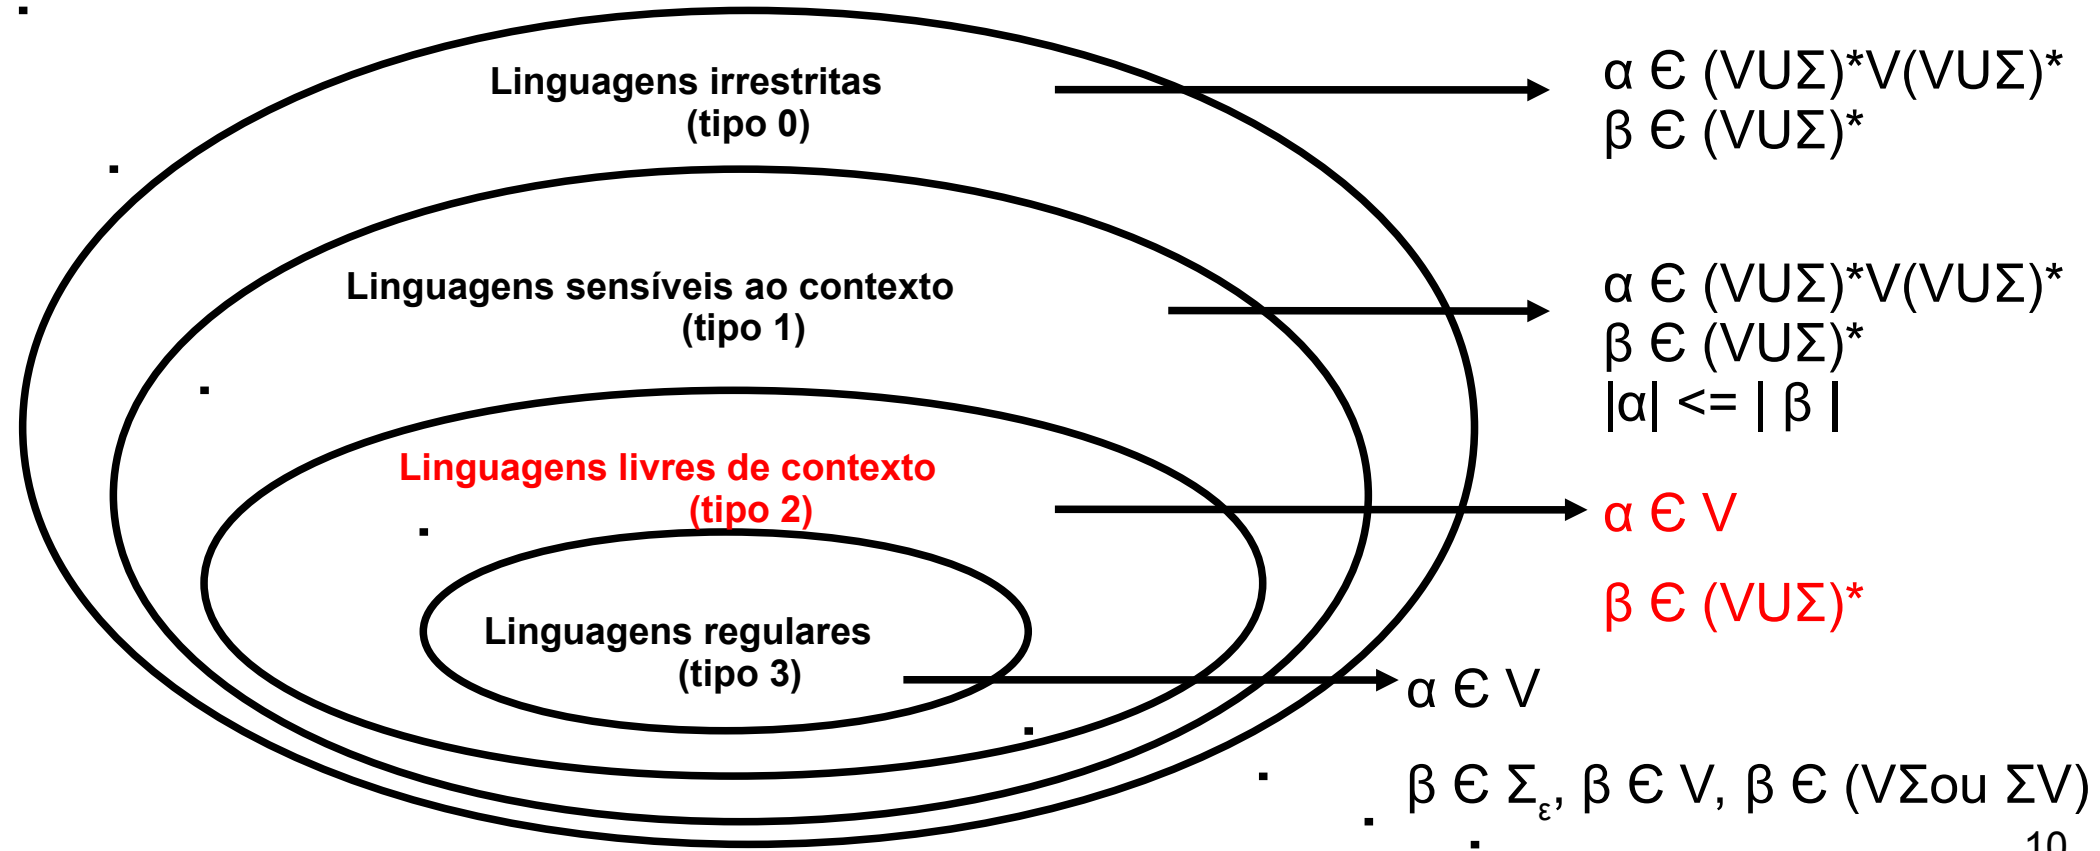 Linguagens irrestritas
(tipo 0)
α Є (VUΣ)*V(VUΣ)*
β Є (VUΣ)*
Linguagens sensíveis ao contexto
(tipo 1)
α Є (VUΣ)*V(VUΣ)*
β Є (VUΣ)*
|α| <= | β |
Linguagens livres de contexto
(tipo 2)
α Є V
β Є (VUΣ)*
Linguagens regulares
(tipo 3)
α Є V
β Є Σε, β Є V, β Є (VΣou ΣV)
10